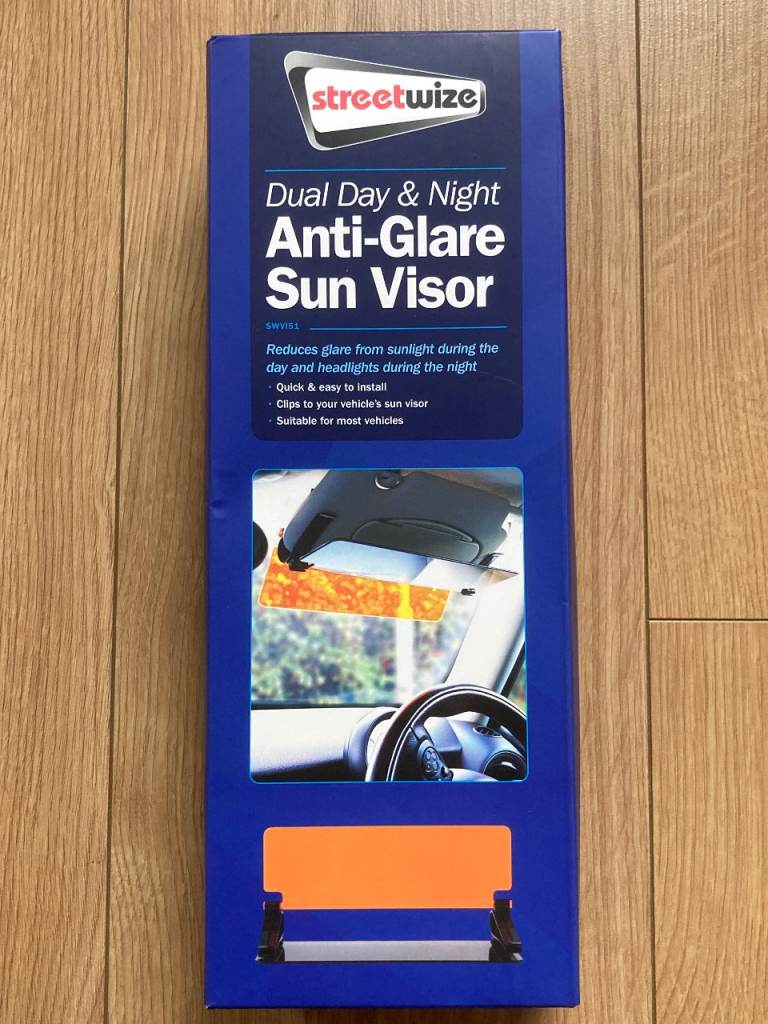 streetwize
Dual Day & Night
Anti-Glare
Sun Visor
SWVIS1
Reduces glare from sunlight during the
day and headlights during the night
· Quick & easy to install
· Clips to your vehicle's sun visor
· Suitable for most vehicles